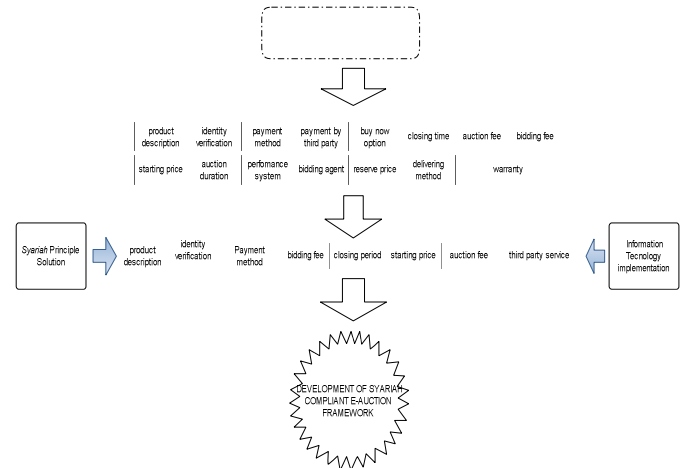 product description
identity verification
payment method
payment by third party
buy now option
closing time
auction fee
bidding fee
starting price
auction duration
perfomance system
bidding agent
reserve price
delivering method
warranty
Syariah Principle
Solution
product description
identity verification
Payment method
bidding fee
closing period
starting price
auction fee
third party service
Information
Tecnology
implementation
DEVELOPMENT OF SYARIAH
COMPLIANT E-AUCTION
FRAMEWORK